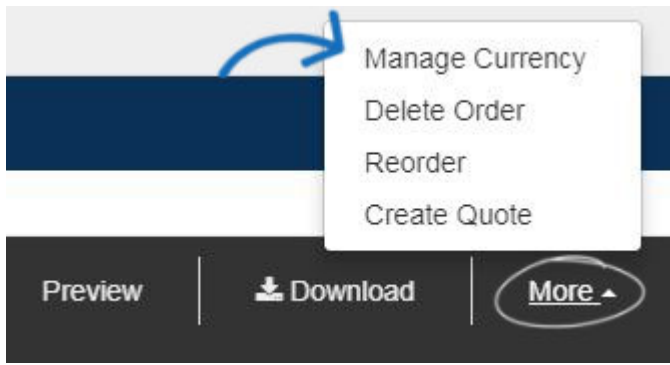 Manage Currency
Delete Order
Reorder
Create Quote
Preview Download More